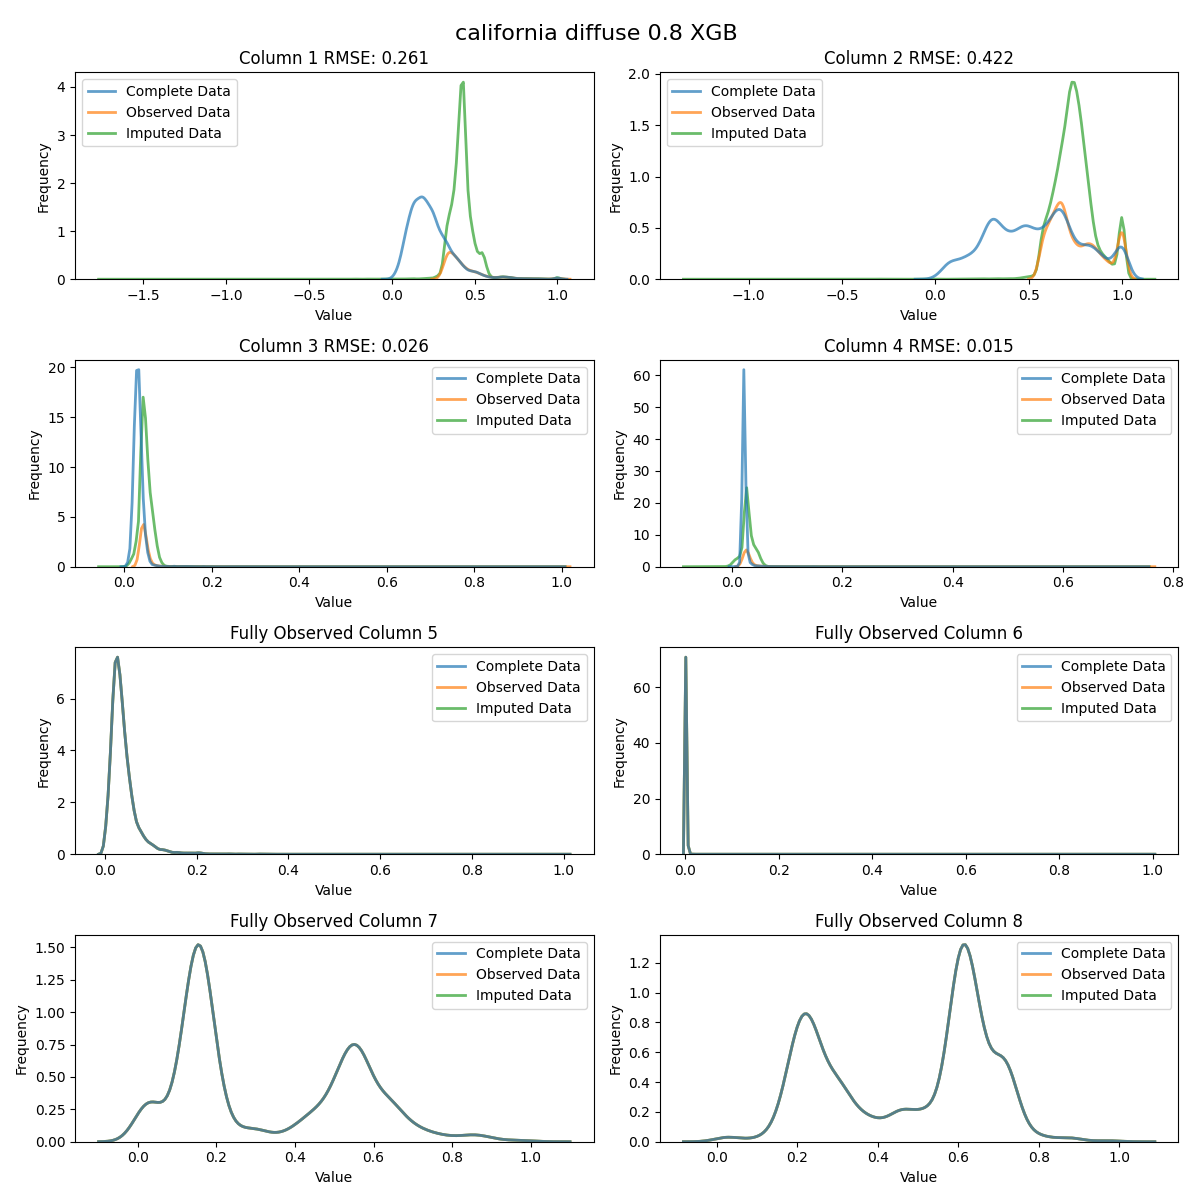 california diffuse 0.8 XGB
Column 1 RMSE: 0.261
Complete Data
Observed Data
Imputed Data
Frequency
4
3
2
1
0
−1.5
−1.0
−0.5
0.0
0.5
1.0
Value
Column 2 RMSE: 0.422
Complete Data
Observed Data
Imputed Data
Frequency
2.0
1.5
1.0
0.5
0.0
−1.0
−0.5
0.0
0.5
1.0
Value
Column 3 RMSE: 0.026
Complete Data
Observed Data
Imputed Data
Frequency
20
15
10
5
0
0.0
0.2
0.4
0.6
0.8
1.0
Value
Column 4 RMSE: 0.015
Complete Data
Observed Data
Imputed Data
Frequency
60
50
40
30
20
10
0
0.0
0.2
0.4
0.6
0.8
Value
Fully Observed Column 5
Complete Data
Observed Data
Imputed Data
Frequency
6
4
2
0
0.0
0.2
0.4
0.6
0.8
1.0
Value
Fully Observed Column 6
Complete Data
Observed Data
Imputed Data
Frequency
60
40
20
0
0.0
0.2
0.4
0.6
0.8
1.0
Value
Fully Observed Column 7
Complete Data
Observed Data
Imputed Data
Frequency
1.50
1.25
1.00
0.75
0.50
0.25
0.00
0.0
0.2
0.4
0.6
0.8
1.0
Value
Fully Observed Column 8
Complete Data
Observed Data
Imputed Data
Frequency
1.2
1.0
0.8
0.6
0.4
0.2
0.0
0.0
0.2
0.4
0.6
0.8
1.0
Value